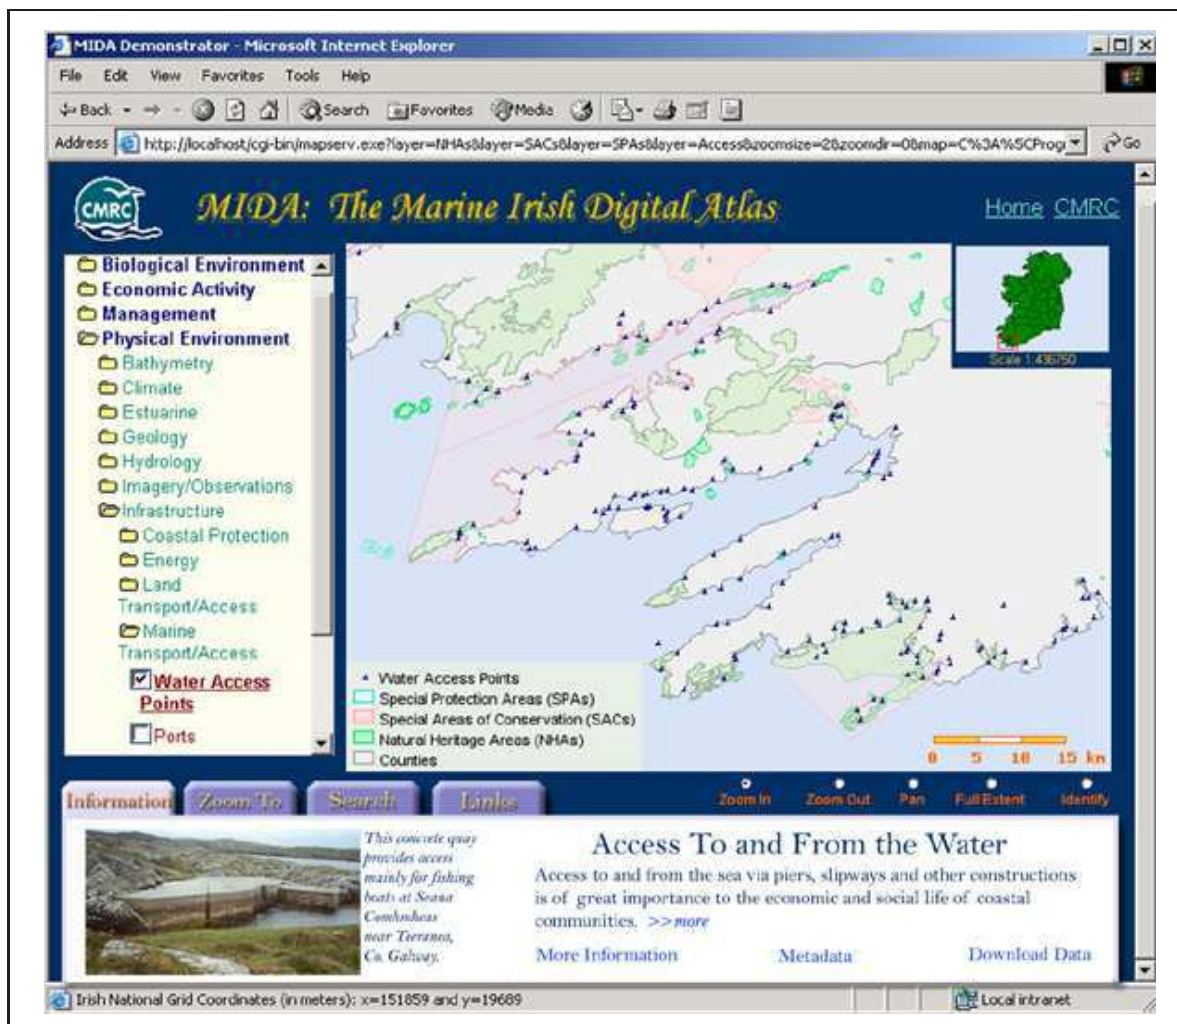 MIDA Demonstrator - Microsoft Internet Explorer
File Edit View Favorites Tools Help
Back Search Favorites Media
Address http://localhost/cgi-bin/mapserv.exe?layer=NHAs&layer=SACs&layer=SPAs&layer=Access&zoomsize=2&zoomdir=0&map=C%3A%5CProgr Go
CMRC
MIDA: The Marine Irish Digital Atlas
Home CMRC
Biological Environment
Economic Activity
Management
Physical Environment
Bathymetry
Climate
Estuarine
Geology
Hydrology
Imagery/Observations
Infrastructure
Coastal Protection
Energy
Land
Transport/Access
Marine
Transport/Access
Water Access
Points
Ports
Scale 1:436750
Water Access Points
Special Protection Areas (SPAs)
Special Areas of Conservation (SACs)
Natural Heritage Areas (NHAs)
Counties
0 5 10 15 km
Information Zoom To Search Links
Zoom In Zoom Out Pan Full Extent Identify
This concrete quay
provides access
mainly for fishing
boats at Seana
near Teeranea,
Co. Galway.
Access To and From the Water
Access to and from the sea via piers, slipways and other constructions
is of great importance to the economic and social life of coastal
communities. >>more
More Information Metadata Download Data
Irish National Grid Coordinates (in meters): x=151859 and y=19689
Local intranet